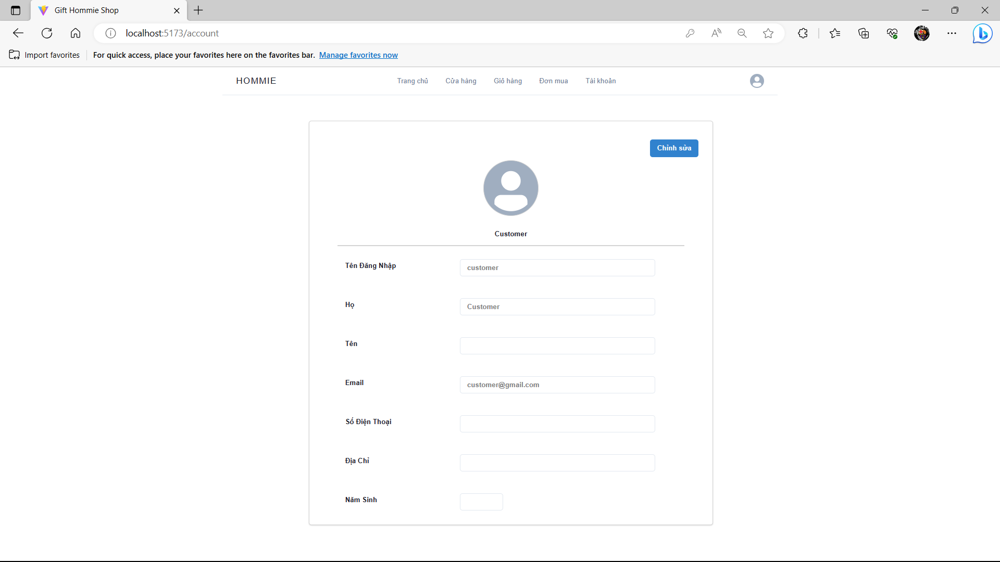 Gift Hommie Shop
localhost:5173/account
Import favorites
For quick access, place your favorites here on the favorites bar. Manage favorites now
HOMMIE
Trang chủ
Cửa hàng
Giỏ hàng
Đơn mua
Tài khoản
Chỉnh sửa
Customer
Tên Đăng Nhập
customer
Họ
Customer
Tên
Email
customer@gmail.com
Số Điện Thoại
Địa Chỉ
Năm Sinh